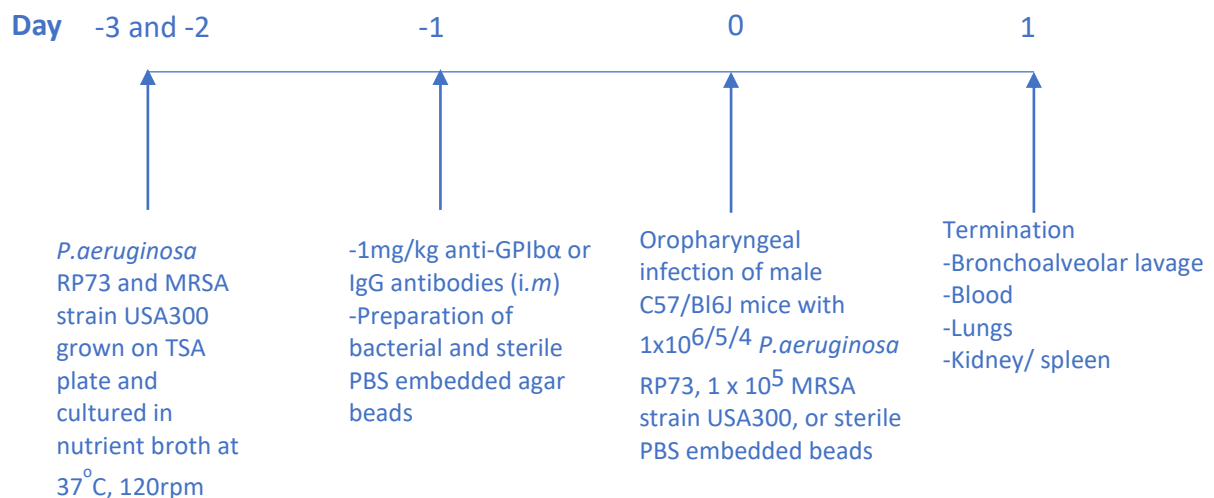 Day -3 and -2 -1 0 1
P.aeruginosa
RP73 and MRSA
strain USA300
grown on TSA
plate and
cultured in
nutrient broth at
37°C, 120rpm
-1mg/kg anti-GPIbα or
IgG antibodies (i.m)
-Preparation of
bacterial and sterile
PBS embedded agar
beads
Oropharyngeal
infection of male
C57/Bl6J mice with
1x10^6/5/4 P.aeruginosa
RP73, 1 x 10^5 MRSA
strain USA300, or sterile
PBS embedded beads
Termination
-Bronchoalveolar lavage
-Blood
-Lungs
-Kidney/ spleen